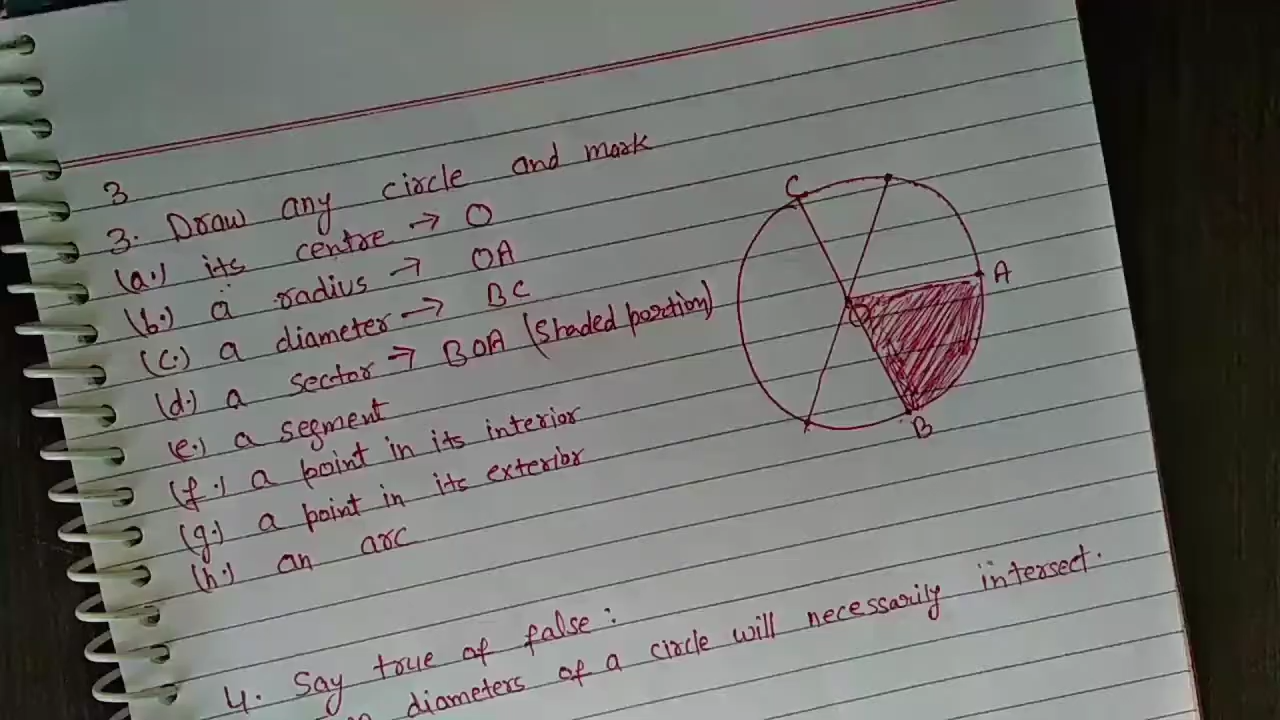 3
3. Draw any circle and mark
(a.) its centre → O
(b.) a radius → OA
(c.) a diameter → BC
(d.) a sector → BOA (shaded portion)
(e.) a segment
(f.) a point in its interior
(g.) a point in its exterior
(h.) an arc
C
A
O
B
4. Say true of false:
diameters of a circle will necessarily intersect.